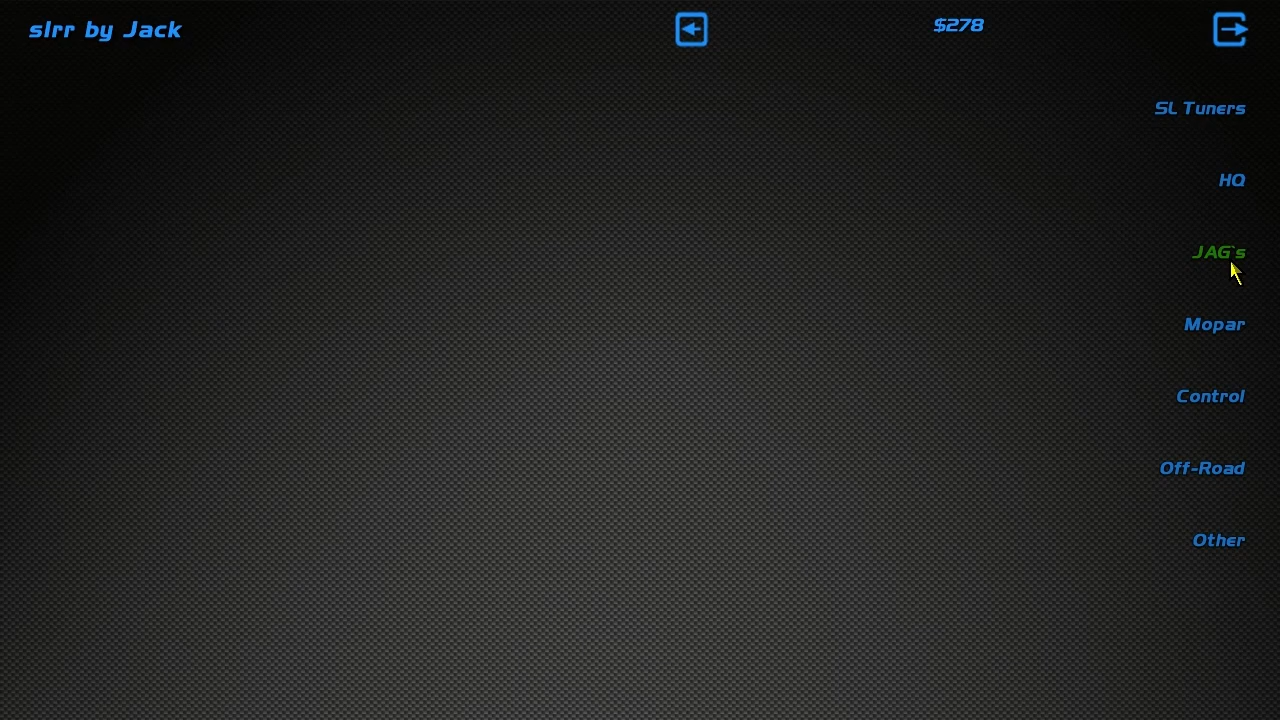 slrr by Jack
$278
SL Tuners
HQ
JAG's
Mopar
Control
Off-Road
Other